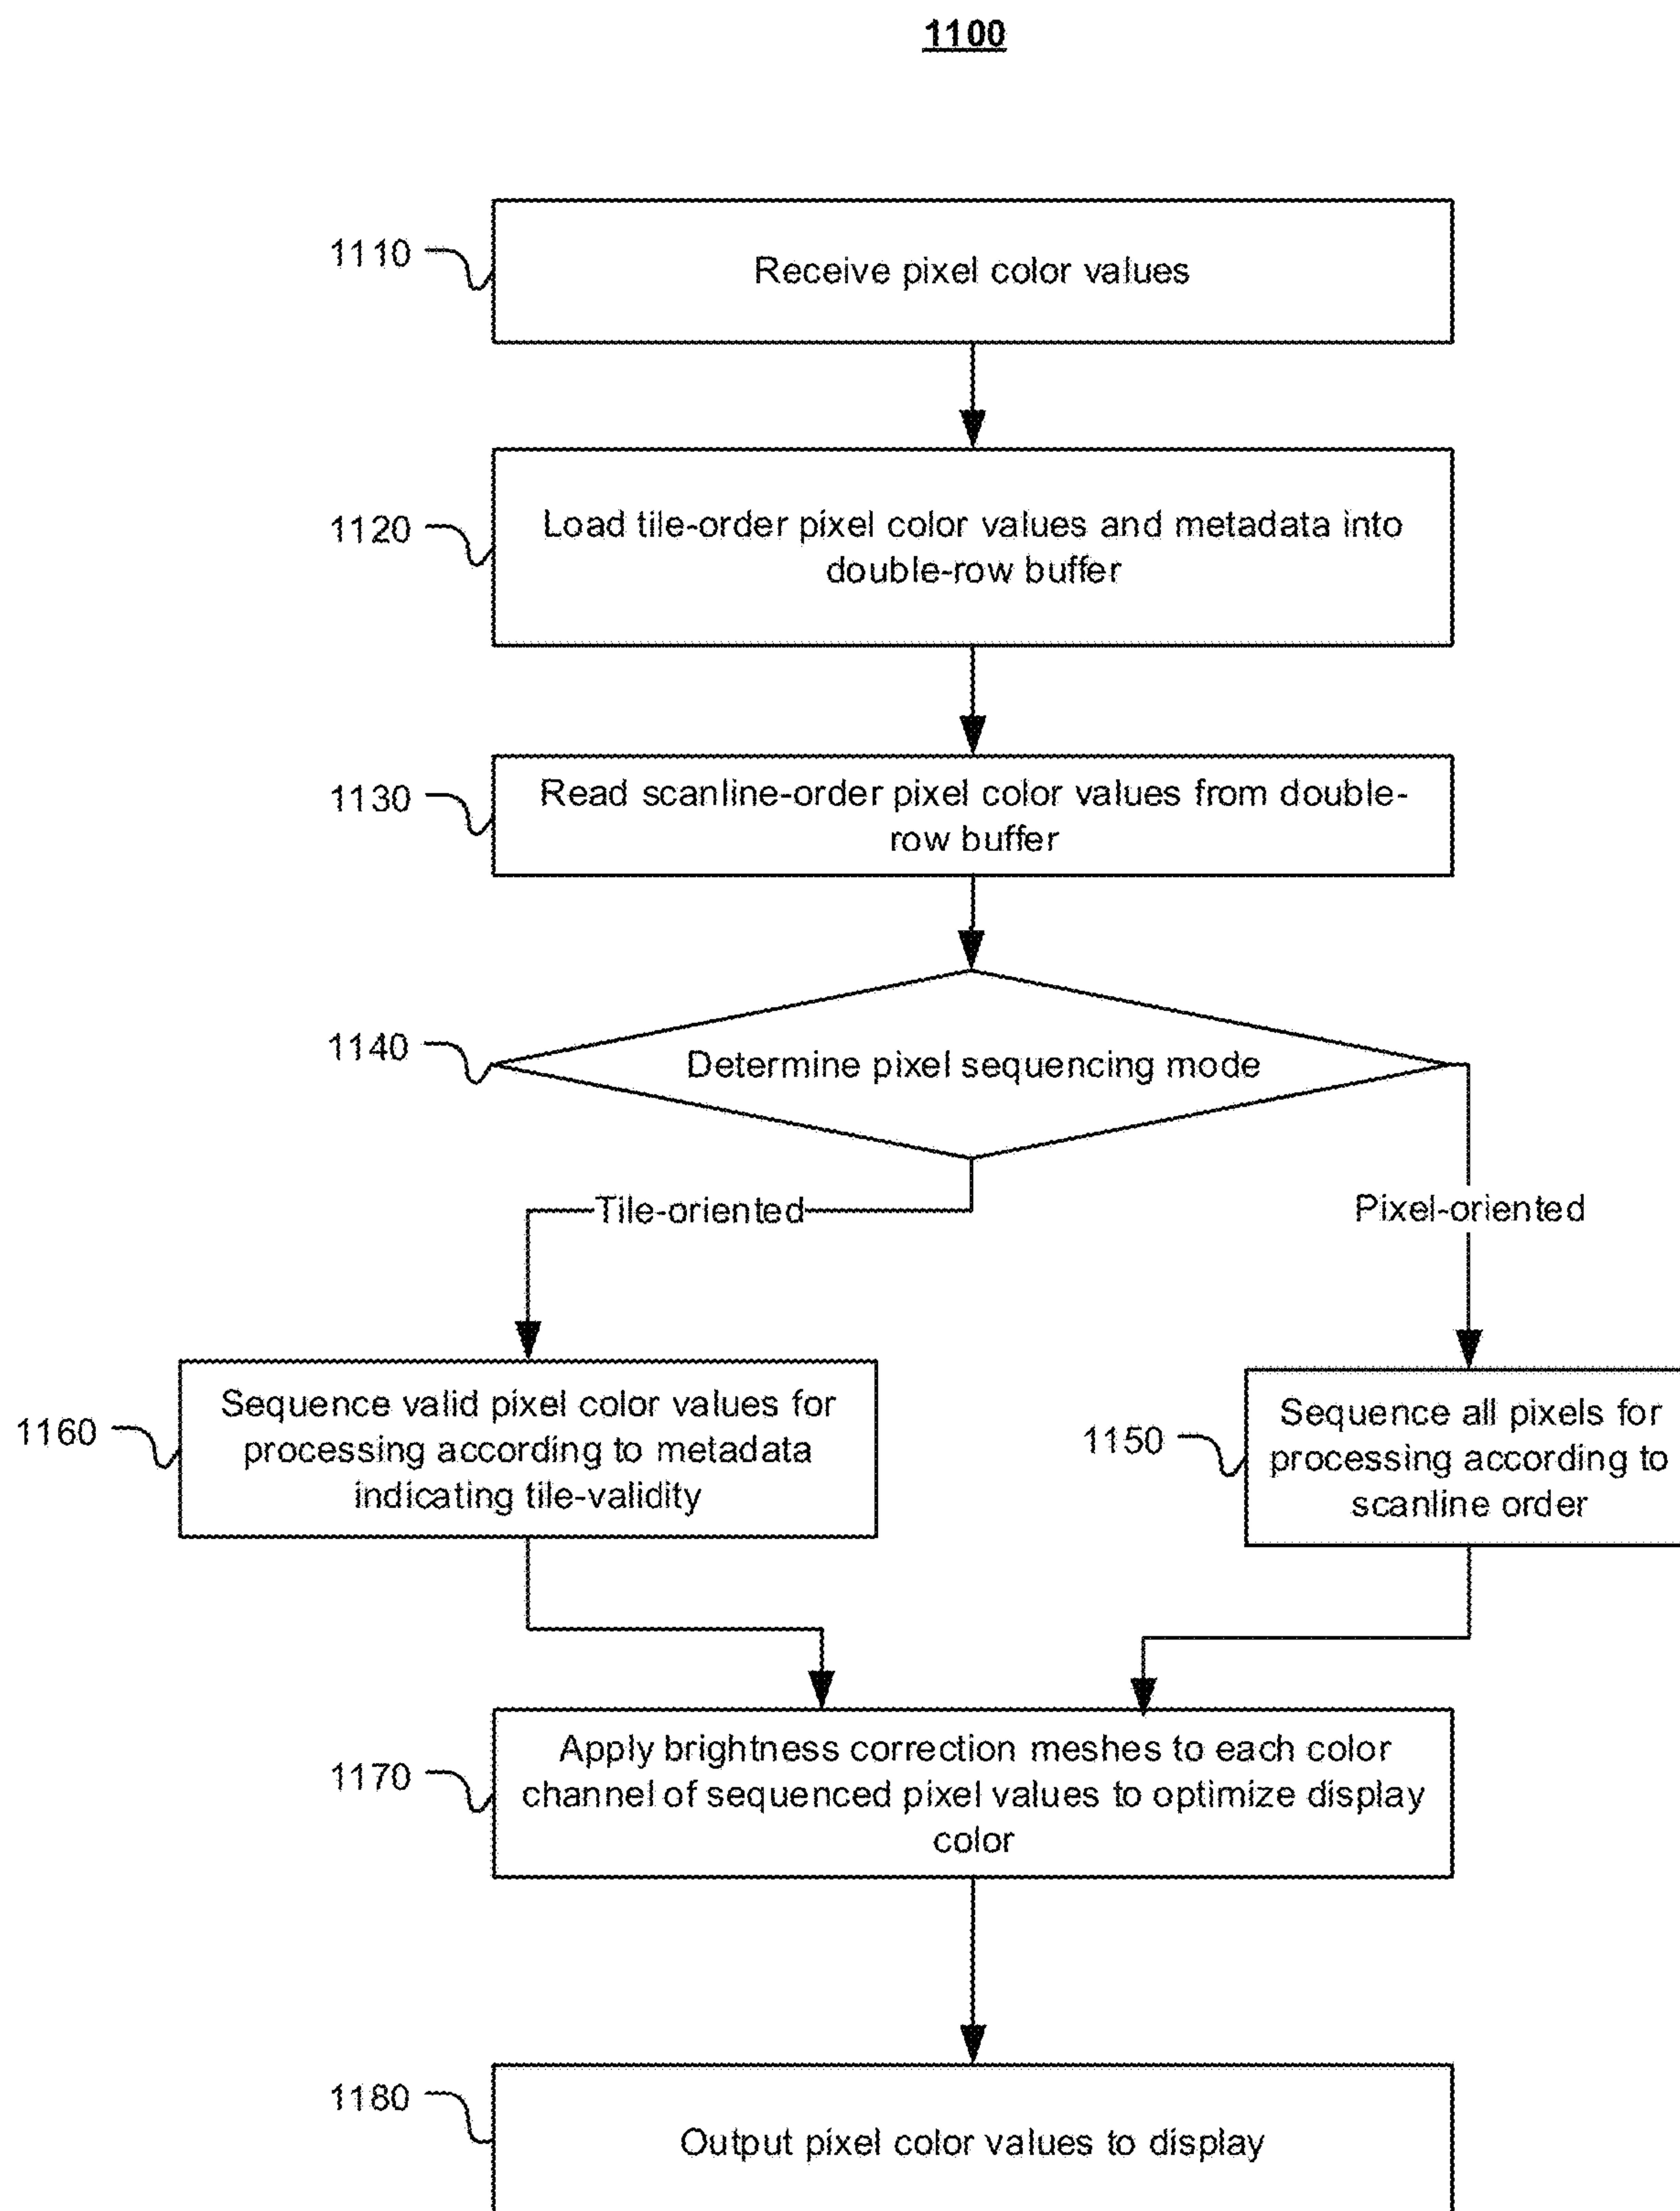 1100
1110
Receive pixel color values
1120
Load tile-order pixel color values and metadata into
double-row buffer
1130
Read scanline-order pixel color values from double-
row buffer
1140
Determine pixel sequencing mode
Tile-oriented
Pixel-oriented
1160
Sequence valid pixel color values for
processing according to metadata
indicating tile-validity
1150
Sequence all pixels for
processing according to
scanline order
1170
Apply brightness correction meshes to each color
channel of sequenced pixel values to optimize display
color
1180
Output pixel color values to display